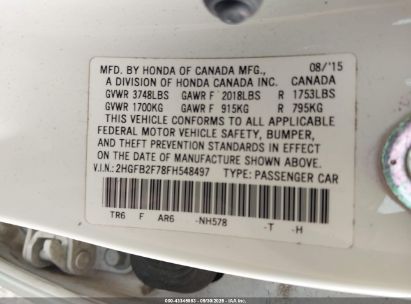 MFD. BY HONDA OF CANADA MFG., 08/'15
A DIVISION OF HONDA CANADA INC. CANADA
GVWR 3748LBS GAWR F 2018LBS R 1753LBS
GVWR 1700KG GAWR F 915KG R 795KG
THIS VEHICLE CONFORMS TO ALL APPLICABLE
FEDERAL MOTOR VEHICLE SAFETY, BUMPER,
AND THEFT PREVENTION STANDARDS IN EFFECT
ON THE DATE OF MANUFACTURE SHOWN ABOVE.
V.I.N.: 2HGFB2F78FH548497 TYPE: PASSENGER CAR
TR6 F AR6 -NH578 -T -H